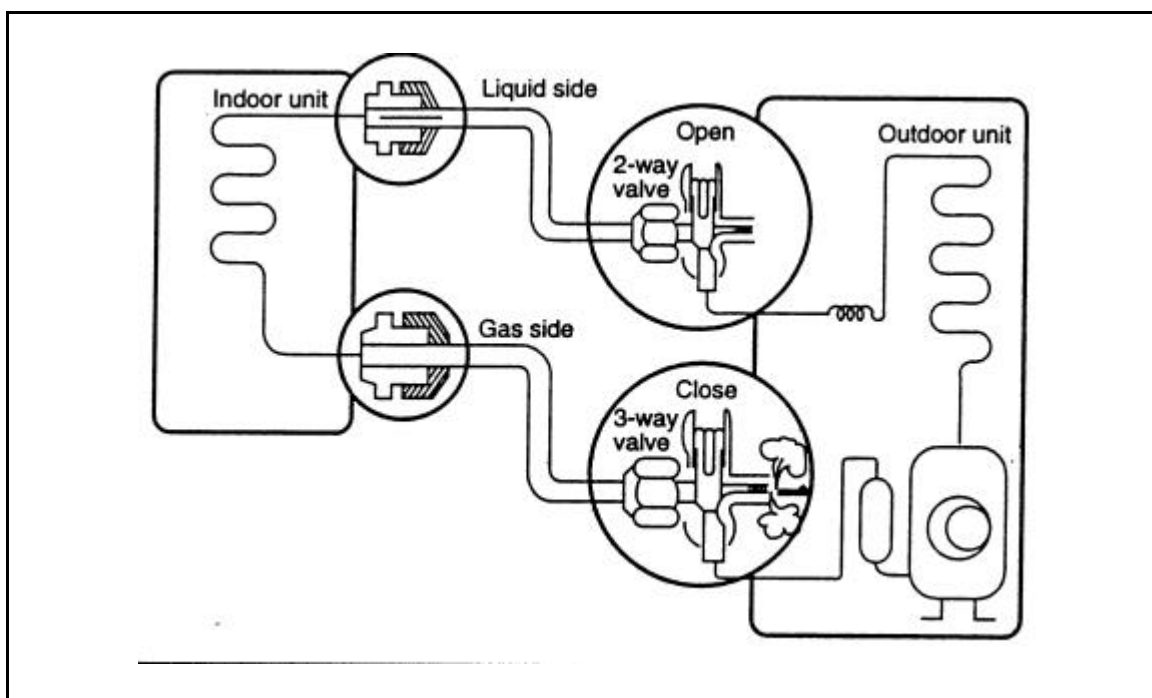 Indoor unit
Liquid side
Open
2-way
valve
Outdoor unit
Gas side
Close
3-way
valve